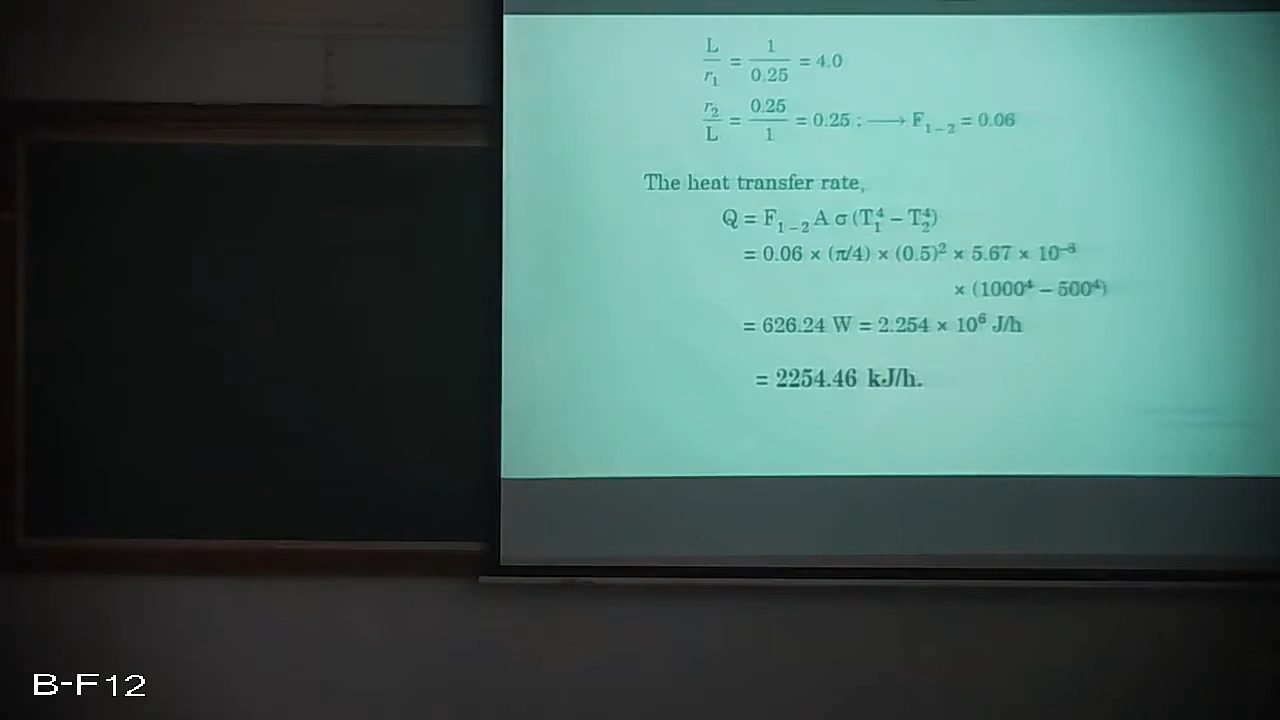 L/r₁ = 1/0.25 = 4.0
r₂/L = 0.25/1 = 0.25 ; ⟶ F₁₋₂ = 0.06
The heat transfer rate,
Q = F₁₋₂ A σ (T₁⁴ – T₂⁴)
= 0.06 × (π/4) × (0.5)² × 5.67 × 10⁻⁸
× (1000⁴ – 500⁴)
= 626.24 W = 2.254 × 10⁶ J/h
= 2254.46 kJ/h.
B-F12